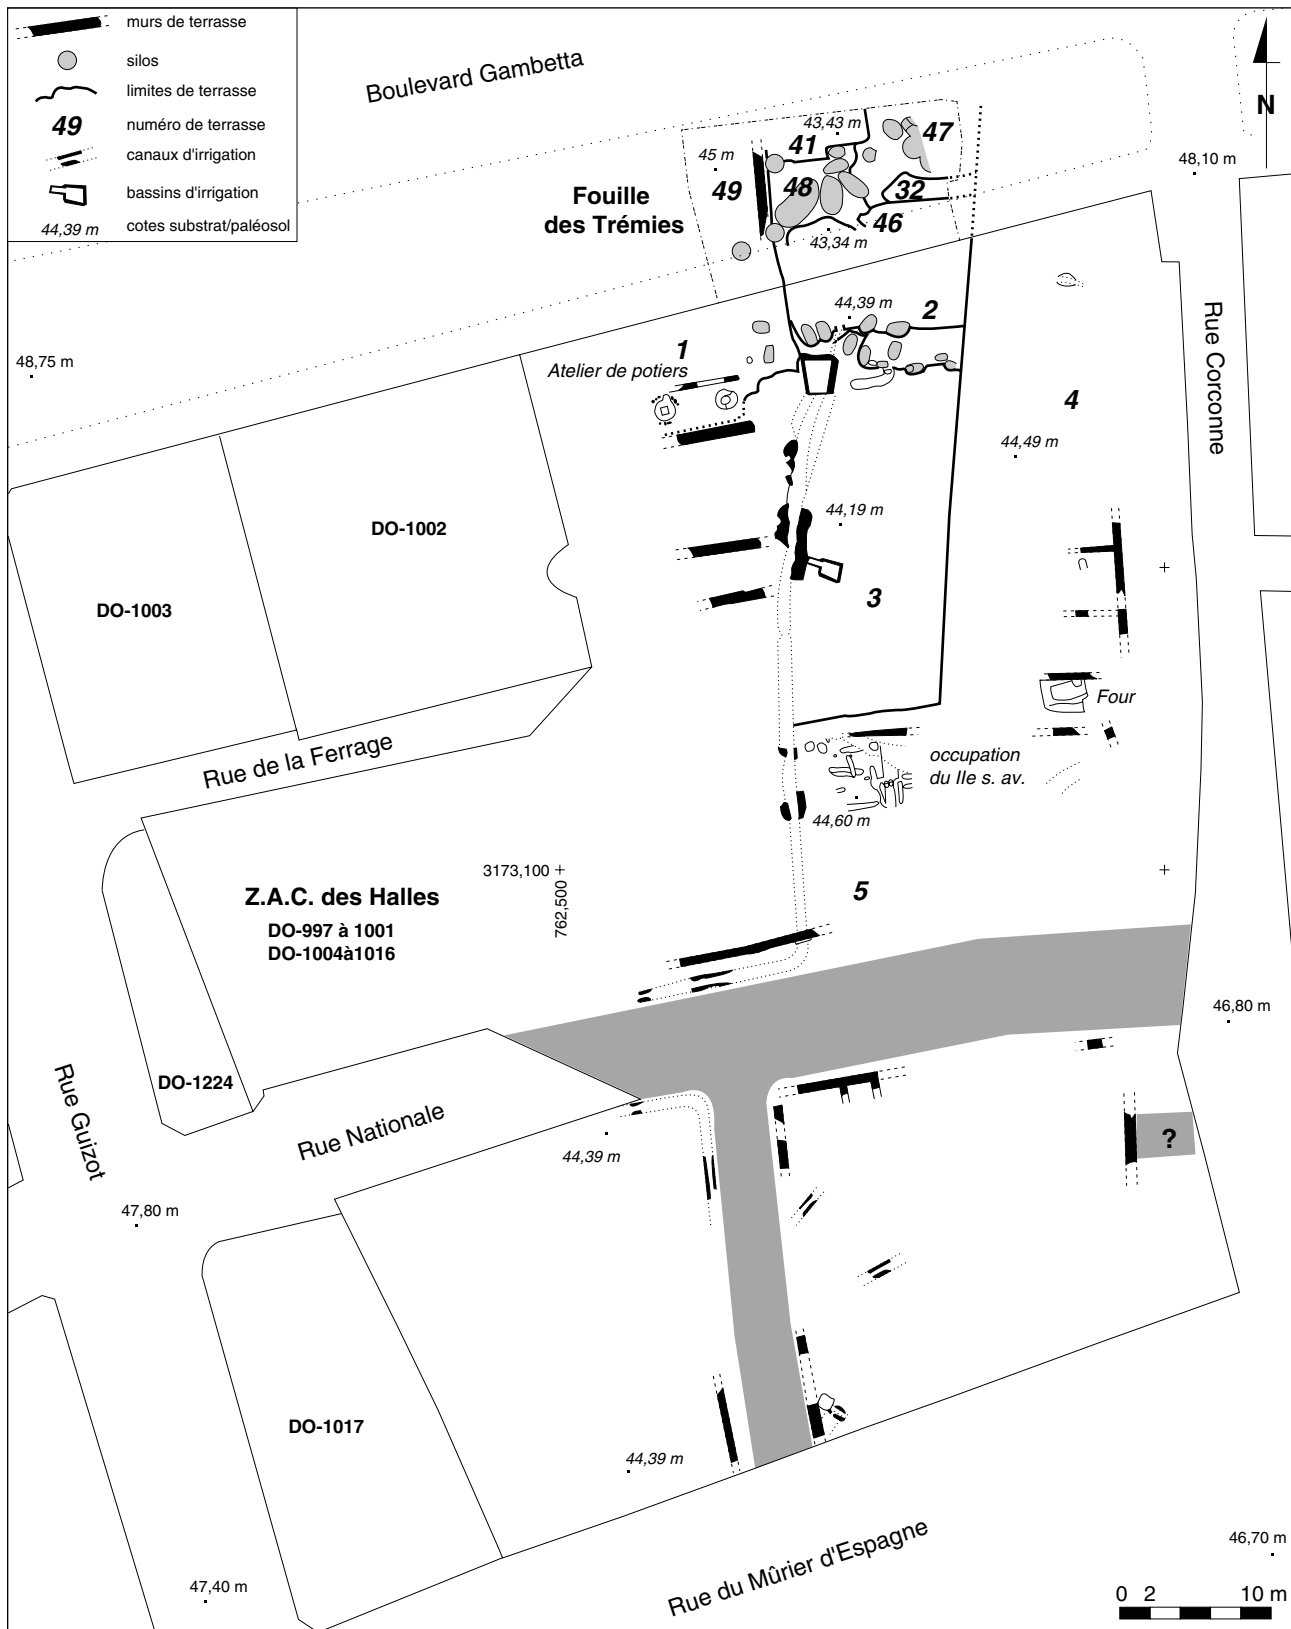 murs de terrasse
silos
limites de terrasse
49
numéro de terrasse
canaux d'irrigation
bassins d'irrigation
44,39 m
cotes substrat/paléosol
Boulevard Gambetta
N
48,10 m
43,43 m
41
47
45 m
49
48
32
46
43,34 m
Fouille
des Trémies
44,39 m
2
48,75 m
1
Atelier de potiers
Rue Corconne
4
44,49 m
DO-1002
44,19 m
DO-1003
3
Four
Rue de la Ferrage
occupation
du IIe s. av.
44,60 m
3173,100
762,500
5
Z.A.C. des Halles
DO-997 à 1001
DO-1004à1016
46,80 m
DO-1224
Rue Guizot
Rue Nationale
44,39 m
?
47,80 m
DO-1017
44,39 m
46,70 m
Rue du Mûrier d'Espagne
47,40 m
0 2 10 m